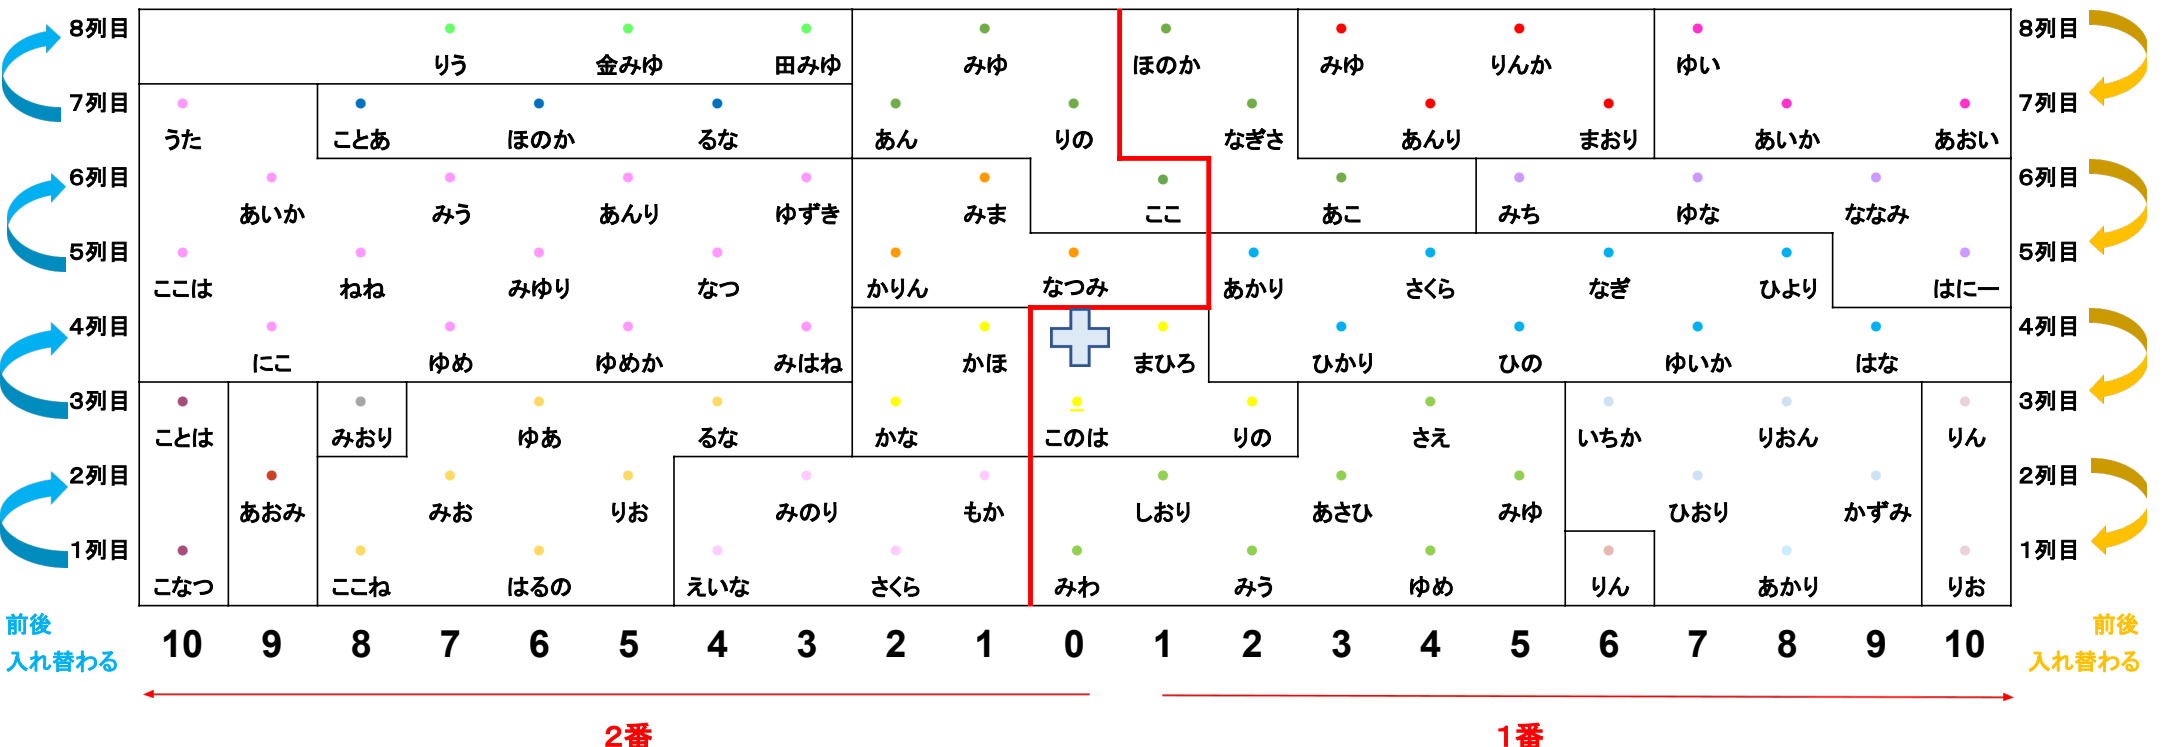 8列目 8列目
りう 金みゆ 田みゆ みゆ ほのか みゆ りんか ゆい
7列目 7列目
うた ことあ ほのか るな あん りの なぎさ あんり まおり あいか あおい
6列目 6列目
あいか みう あんり ゆずき みま ここ あこ みち ゆな ななみ
5列目 5列目
ここは ねね みゆり なつ かりん なつみ あかり さくら なぎ ひより はにー
4列目 4列目
にこ ゆめ ゆめか みはね かほ まひろ ひかり ひの ゆいか はな
3列目 3列目
ことは みおり ゆあ るな かな このは りの さえ いちか りおん りん
2列目 2列目
あおみ みお りお みのり もか しおり あさひ みゆ ひおり かずみ
1列目 1列目
こなつ ここね はるの えいな さくら みわ みう ゆめ りん あかり りお
前後 前後
入れ替わる 10 9 8 7 6 5 4 3 2 1 0 1 2 3 4 5 6 7 8 9 10 入れ替わる
2番 1番